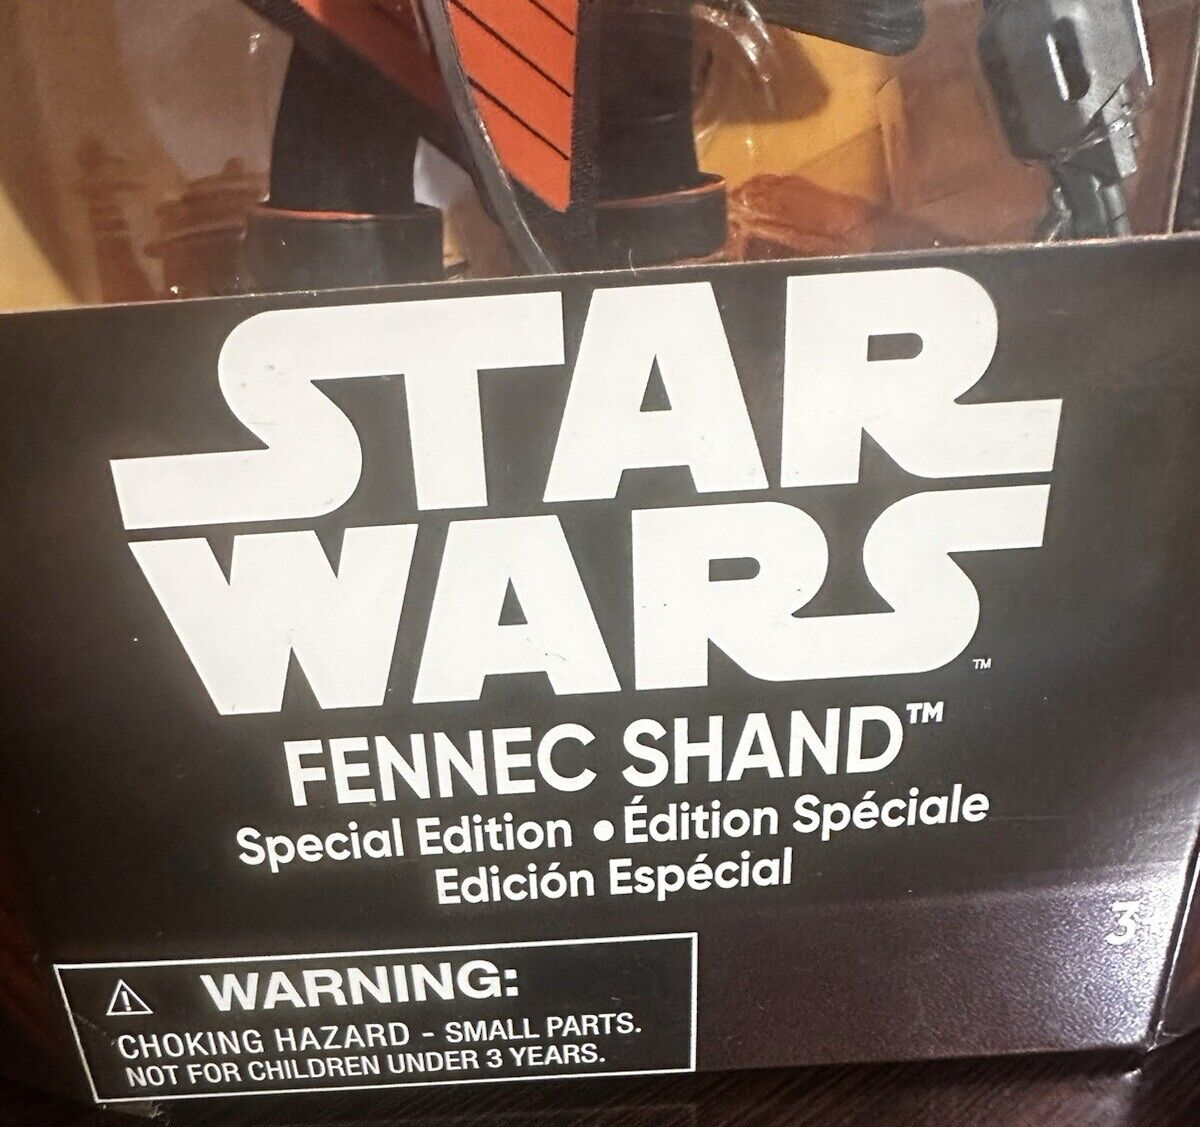 STAR
WARS™
FENNEC SHAND™
Special Edition • Édition Spéciale
Edición Espécial
3+
⚠ WARNING:
CHOKING HAZARD - SMALL PARTS.
NOT FOR CHILDREN UNDER 3 YEARS.